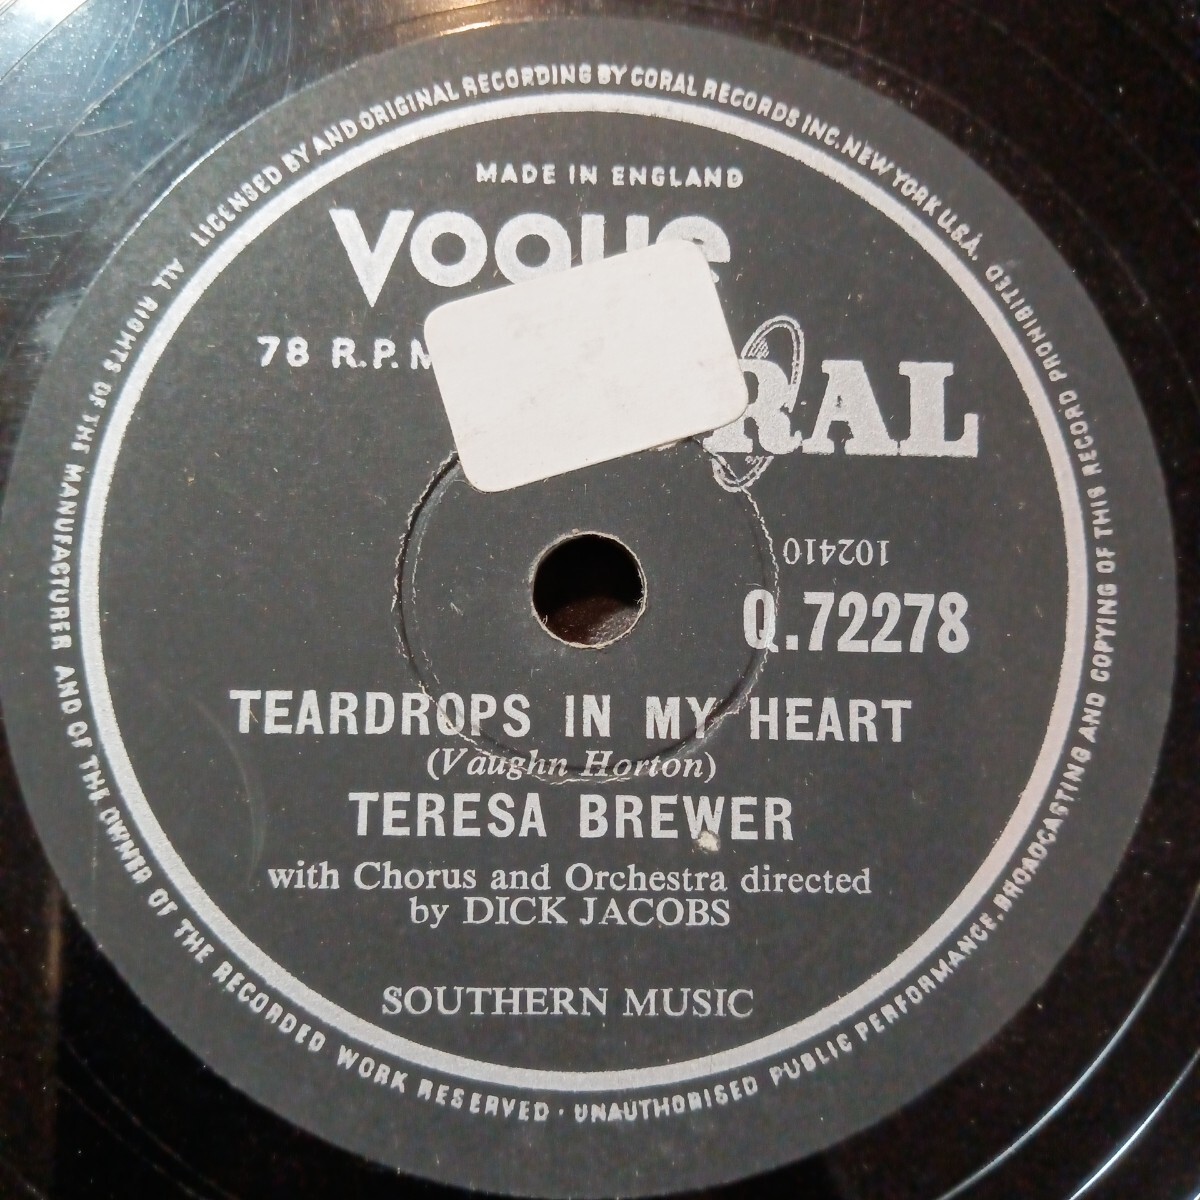 LICENSED BY AND ORIGINAL RECORDING BY CORAL RECORDS INC. NEW YORK U.S.A.
MADE IN ENGLAND
VOGUE
78 R.P.M
RAL
102410
Q.72278
TEARDROPS IN MY HEART
(Vaughn Horton)
TERESA BREWER
with Chorus and Orchestra directed
by DICK JACOBS
SOUTHERN MUSIC
ALL RIGHTS OF THE MANUFACTURER AND OF THE OWNER OF THE RECORDED WORK RESERVED · UNAUTHORISED PUBLIC PERFORMANCE, BROADCASTING AND COPYING OF THIS RECORD PROHIBITED